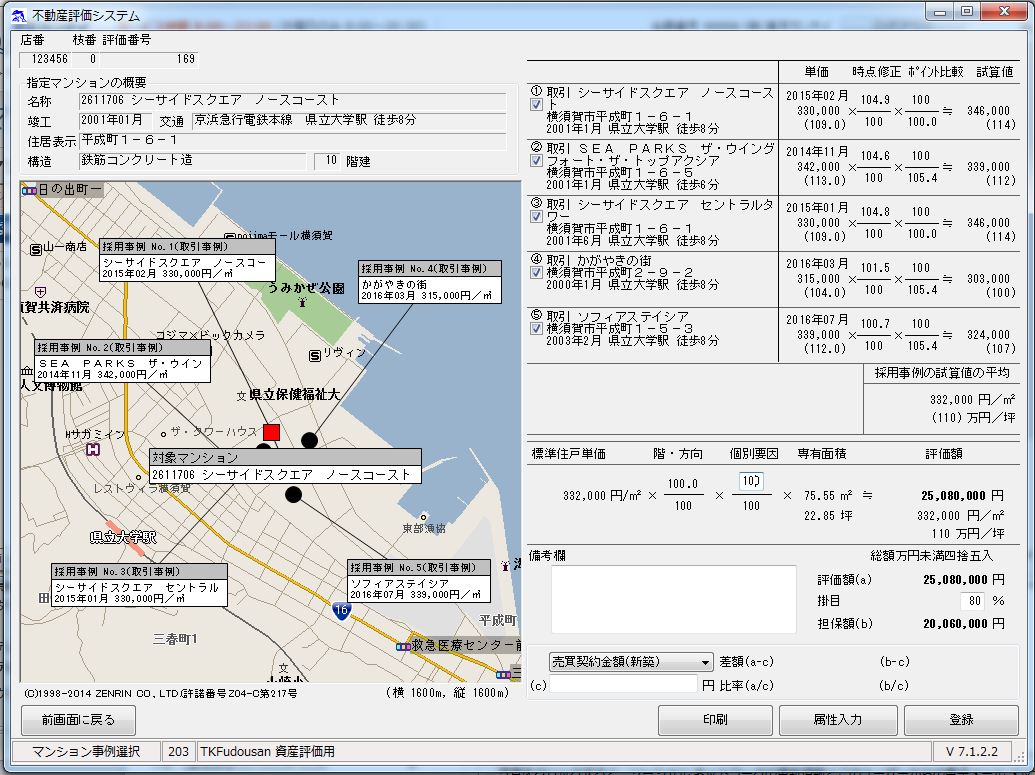 不動産評価システム
店番 枝番 評価番号
123456 0 169
指定マンションの概要
名称 2611706 シーサイドスクエア ノースコースト
竣工 2001年01月 交通 京浜急行電鉄本線 県立大学駅 徒歩8分
住居表示 平成町１－６－１
構造 鉄筋コンクリート造 10 階建
日の出町一
nojimaモール横須賀
山一商店
採用事例 No.1(取引事例)
シーサイドスクエア ノースコー
2015年02月 330,000円／㎡
採用事例 No.4(取引事例)
かがやきの街
2016年03月 315,000円／㎡
うみかぜ公園
賀共済病院
コジマ×ビックカメラ
採用事例 No.2(取引事例)
ＳＥＡ ＰＡＲＫＳ ザ・ウイン
2014年11月 342,000円／㎡
リヴィン
人文博物館
文 県立保健福祉大
Hサガミイン
ザ・タワーハウス
対象マンション
2611706 シーサイドスクエア ノースコースト
レストヴィラ横須賀
東部漁協
県立大学駅
採用事例 No.3(取引事例)
シーサイドスクエア セントラル
2015年01月 330,000円／㎡
採用事例 No.5(取引事例)
ソフィアステイシア
2016年07月 339,000円／㎡
16
平成町
三春町1
救急医療センター前
文
(C)1998-2014 ZENRIN CO., LTD.(許諾番号Z04-C第217号
(横 1600m, 縦 1600m)
単価 時点修正 ﾎﾟｲﾝﾄ比較 試算値
① 取引 シーサイドスクエア ノースコース
ト
横須賀市平成町１－６－１
2001年1月 県立大学駅 徒歩8分
2015年02月 104.9 100
330,000 × ─ × ─ ≒ 346,000
(109.0) 100 100.0 (114)
② 取引 ＳＥＡ ＰＡＲＫＳ ザ・ウイング
フォート・ザ・トップアクシア
横須賀市平成町１－６－５
2001年1月 県立大学駅 徒歩6分
2014年11月 104.6 100
342,000 × ─ × ─ ≒ 339,000
(113.0) 100 105.4 (112)
③ 取引 シーサイドスクエア セントラルタ
ワー
横須賀市平成町１－６－１
2001年6月 県立大学駅 徒歩8分
2015年01月 104.8 100
330,000 × ─ × ─ ≒ 346,000
(109.0) 100 100.0 (114)
④ 取引 かがやきの街
横須賀市平成町２－９－２
2000年1月 県立大学駅 徒歩8分
2016年03月 101.5 100
315,000 × ─ × ─ ≒ 303,000
(104.0) 100 105.4 (100)
⑤ 取引 ソフィアステイシア
横須賀市平成町１－５－３
2003年2月 県立大学駅 徒歩8分
2016年07月 100.7 100
339,000 × ─ × ─ ≒ 324,000
(112.0) 100 105.4 (107)
採用事例の試算値の平均
332,000 円／㎡
(110) 万円／坪
標準住戸単価 階・方向 個別要因 専有面積 評価額
100.0 100
332,000 円/㎡ × ─ × ─ × 75.55 ㎡ ≒ 25,080,000 円
100 100
22.85 坪 332,000 円／㎡
110 万円／坪
備考欄 総額万円未満四捨五入
評価額(a) 25,080,000 円
掛目 80 %
担保額(b) 20,060,000 円
売買契約金額(新築) 差額(a-c) (b-c)
(c) 円 比率(a/c) (b/c)
前画面に戻る 印刷 属性入力 登録
マンション事例選択 203 TKFudousan 資産評価用 V 7.1.2.2